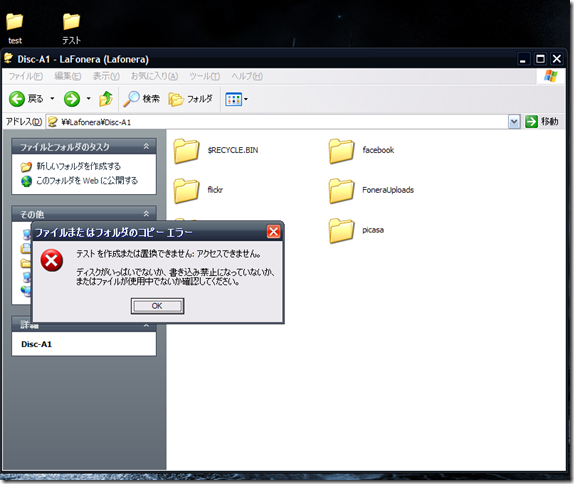 test
テスト
Disc-A1 - LaFonera (Lafonera)
ファイル(F) 編集(E) 表示(V) お気に入り(A) ツール(T) ヘルプ(H)
戻る 検索 フォルダ
アドレス(D) ¥¥Lafonera¥Disc-A1 移動
ファイルとフォルダのタスク
新しいフォルダを作成する
このフォルダを Web に公開する
その他
詳細
Disc-A1
$RECYCLE.BIN
facebook
flickr
FoneraUploads
picasa
ファイルまたはフォルダのコピー エラー
テスト を作成または置換できません: アクセスできません。
ディスクがいっぱいでないか、書き込み禁止になっていないか、
またはファイルが使用中でないか確認してください。
OK